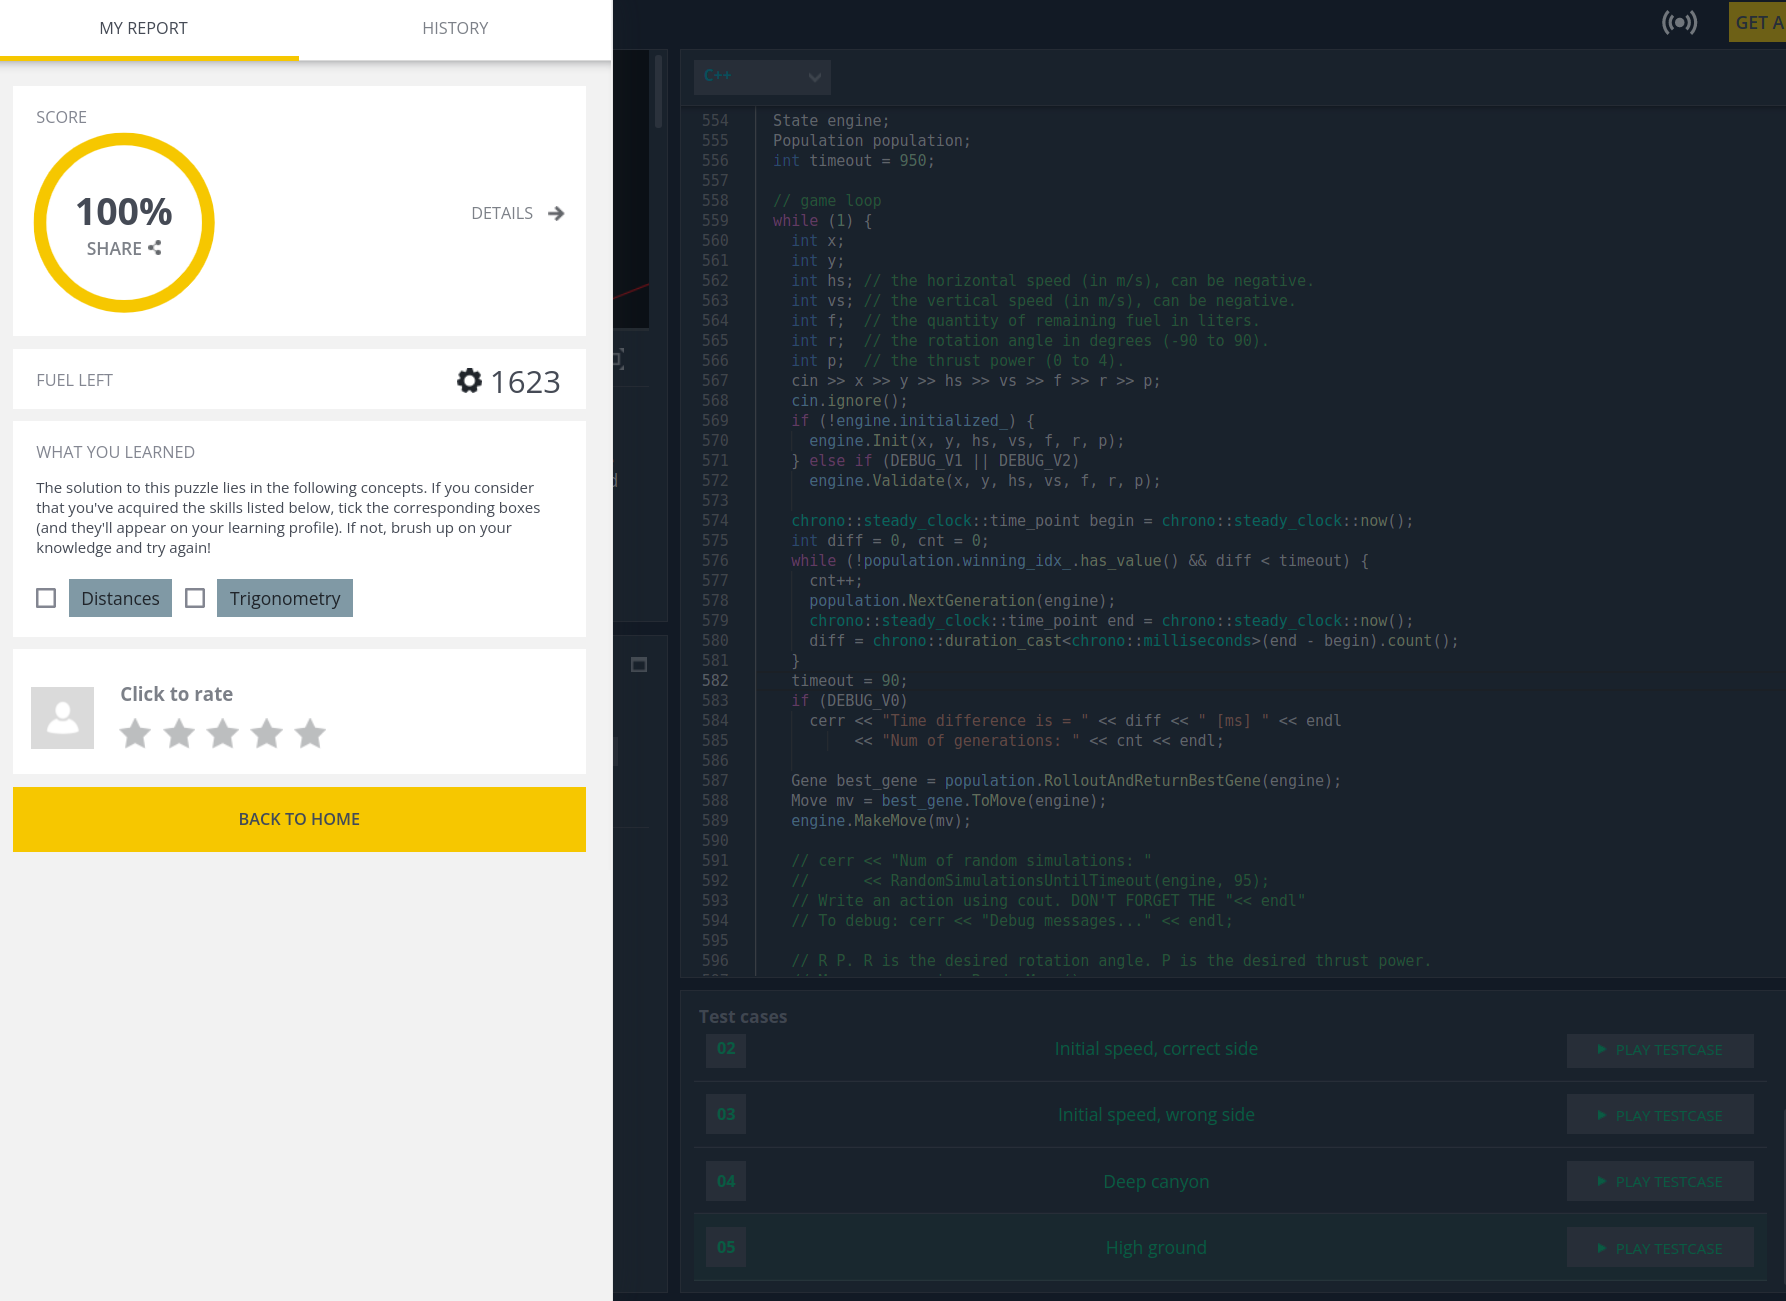 MY REPORT
HISTORY
SCORE
100%
SHARE
DETAILS
FUEL LEFT
1623
WHAT YOU LEARNED
The solution to this puzzle lies in the following concepts. If you consider
that you've acquired the skills listed below, tick the corresponding boxes
(and they'll appear on your learning profile). If not, brush up on your
knowledge and try again!
Distances
Trigonometry
Click to rate
BACK TO HOME
GET A
C++
554 State engine;
555 Population population;
556 int timeout = 950;
557
558 // game loop
559 while (1) {
560 int x;
561 int y;
562 int hs; // the horizontal speed (in m/s), can be negative.
563 int vs; // the vertical speed (in m/s), can be negative.
564 int f;  // the quantity of remaining fuel in liters.
565 int r;  // the rotation angle in degrees (-90 to 90).
566 int p;  // the thrust power (0 to 4).
567 cin >> x >> y >> hs >> vs >> f >> r >> p;
568 cin.ignore();
569 if (!engine.initialized_) {
570 engine.Init(x, y, hs, vs, f, r, p);
571 } else if (DEBUG_V1 || DEBUG_V2)
572 engine.Validate(x, y, hs, vs, f, r, p);
573
574 chrono::steady_clock::time_point begin = chrono::steady_clock::now();
575 int diff = 0, cnt = 0;
576 while (!population.winning_idx_.has_value() && diff < timeout) {
577 cnt++;
578 population.NextGeneration(engine);
579 chrono::steady_clock::time_point end = chrono::steady_clock::now();
580 diff = chrono::duration_cast<chrono::milliseconds>(end - begin).count();
581 }
582 timeout = 90;
583 if (DEBUG_V0)
584 cerr << "Time difference is = " << diff << " [ms] " << endl
585 << "Num of generations: " << cnt << endl;
586
587 Gene best_gene = population.RolloutAndReturnBestGene(engine);
588 Move mv = best_gene.ToMove(engine);
589 engine.MakeMove(mv);
590
591 // cerr << "Num of random simulations: "
592 //      << RandomSimulationsUntilTimeout(engine, 95);
593 // Write an action using cout. DON'T FORGET THE "<< endl"
594 // To debug: cerr << "Debug messages..." << endl;
595
596 // R P. R is the desired rotation angle. P is the desired thrust power.
Test cases
02 Initial speed, correct side PLAY TESTCASE
03 Initial speed, wrong side PLAY TESTCASE
04 Deep canyon PLAY TESTCASE
05 High ground PLAY TESTCASE